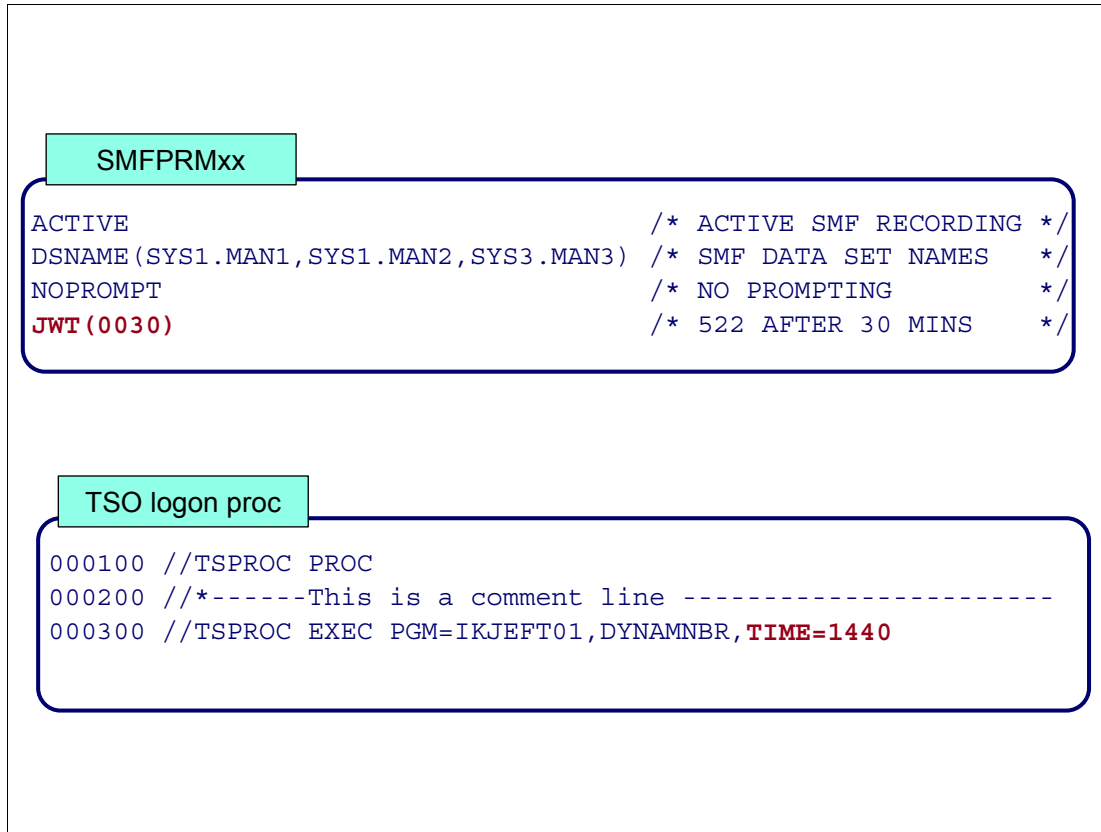 SMFPRMxx
ACTIVE /* ACTIVE SMF RECORDING */
DSNAME(SYS1.MAN1,SYS1.MAN2,SYS3.MAN3) /* SMF DATA SET NAMES */
NOPROMPT /* NO PROMPTING */
JWT(0030) /* 522 AFTER 30 MINS */
TSO logon proc
000100 //TSPROC PROC
000200 //*------This is a comment line -----------------------
000300 //TSPROC EXEC PGM=IKJEFT01,DYNAMNBR,TIME=1440